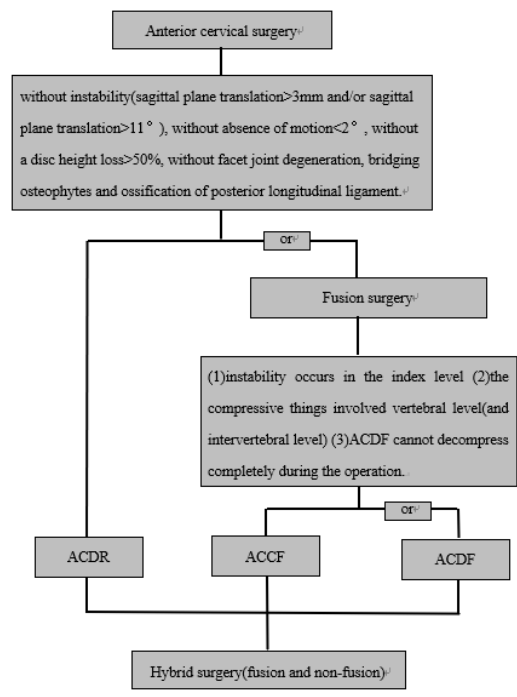 Anterior cervical surgery
without instability(sagittal plane translation>3mm and/or sagittal
plane translation>11°), without absence of motion<2°, without
a disc height loss>50%, without facet joint degeneration, bridging
osteophytes and ossification of posterior longitudinal ligament.
or
Fusion surgery
(1)instability occurs in the index level (2)the
compressive things involved vertebral level(and
intervertebral level) (3)ACDF cannot decompress
completely during the operation.
or
ACDR
ACCF
ACDF
Hybrid surgery(fusion and non-fusion)